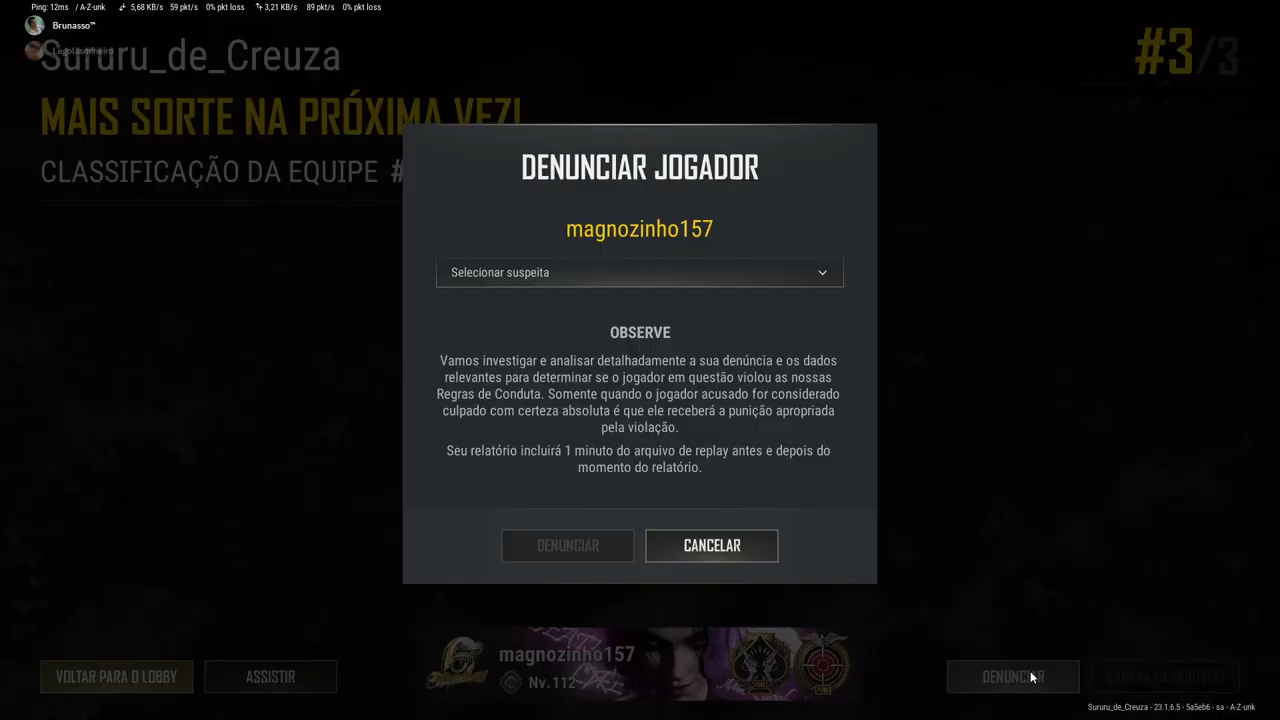 Ping: 12ms / A-Z-unk 5,68 KB/s 59 pkt/s 0% pkt loss 3,21 KB/s 89 pkt/s 0% pkt loss
Brunasso™
Sururu_de_Creuza
#3/3
MAIS SORTE NA PRÓXIMA VEZ!
CLASSIFICAÇÃO DA EQUIPE #
DENUNCIAR JOGADOR
magnozinho157
Selecionar suspeita
OBSERVE
Vamos investigar e analisar detalhadamente a sua denúncia e os dados
relevantes para determinar se o jogador em questão violou as nossas
Regras de Conduta. Somente quando o jogador acusado for considerado
culpado com certeza absoluta é que ele receberá a punição apropriada
pela violação.
Seu relatório incluirá 1 minuto do arquivo de replay antes e depois do
momento do relatório.
DENUNCIAR
CANCELAR
magnozinho157
Nv. 112
VOLTAR PARA O LOBBY
ASSISTIR
DENUNCIAR
Sururu_de_Creuza - 23.1.6.5 - 5a5eb6 - sa - A-Z-unk